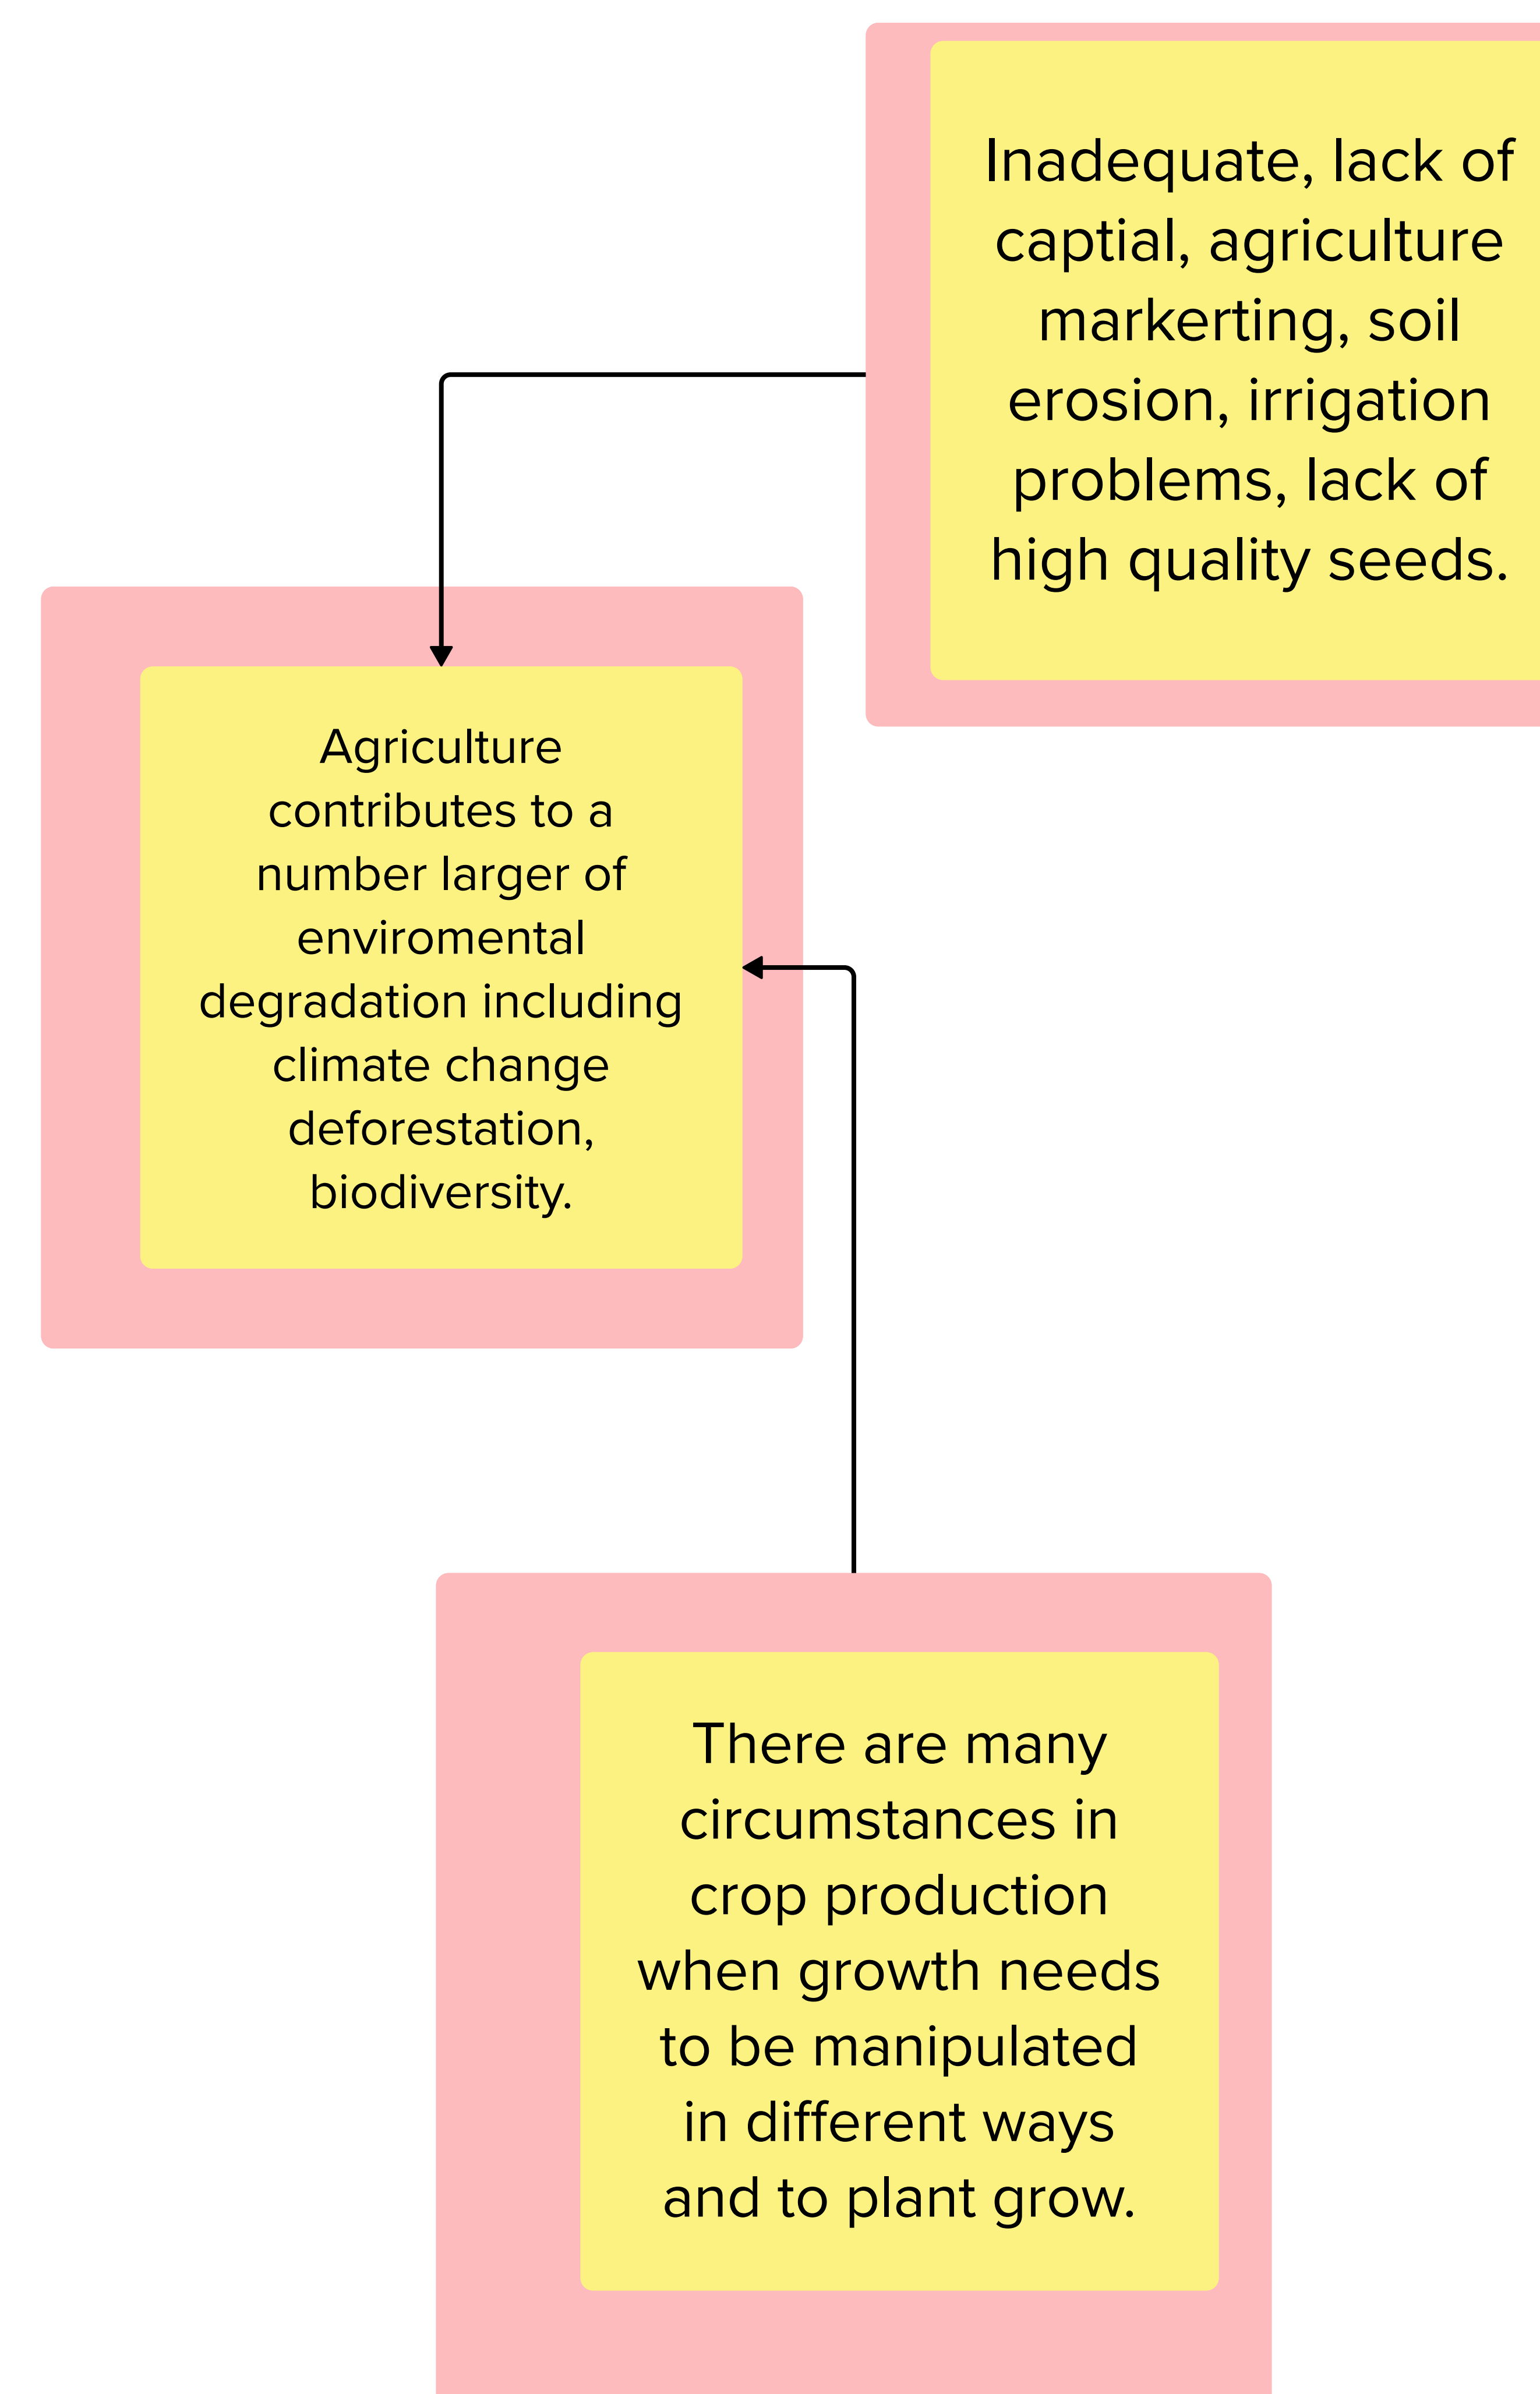 Inadequate, lack of
captial, agriculture
markerting, soil
erosion, irrigation
problems, lack of
high quality seeds.
Agriculture
contributes to a
number larger of
enviromental
degradation including
climate change
deforestation,
biodiversity.
There are many
circumstances in
crop production
when growth needs
to be manipulated
in different ways
and to plant grow.